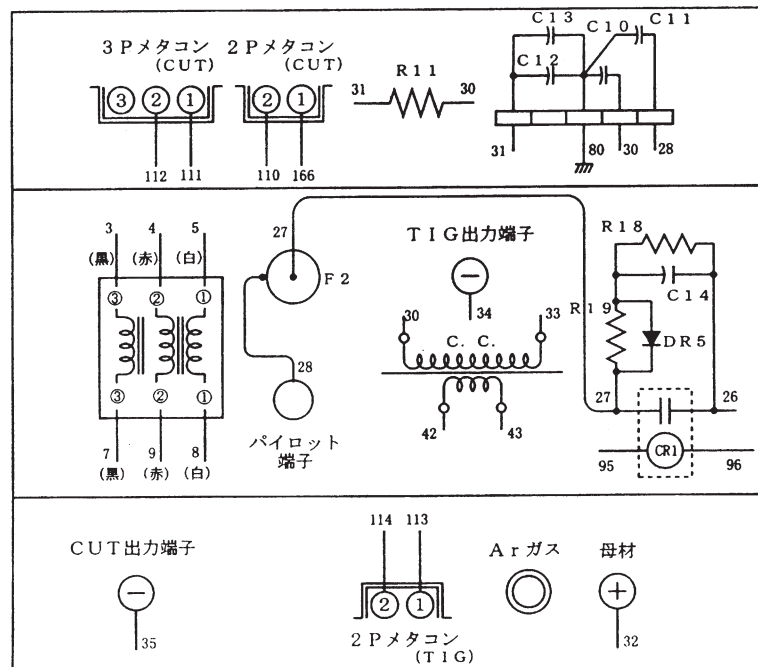 3Pメタコン
(CUT)
2Pメタコン
(CUT)
③ ② ①
② ①
112 111
110 166
31 R11 30
C13
C10
C11
C12
31 80 30 28
3 4 5
(黒) (赤) (白)
③ ② ①
③ ② ①
7 9 8
(黒) (赤) (白)
27
F2
28
パイロット
端子
TIG出力端子
−
34
30 33
C. C.
42 43
R18
C14
R19
DR5
27 26
CR1
95 96
CUT出力端子
−
35
114 113
② ①
2Pメタコン
(TIG)
Arガス
母材
+
32